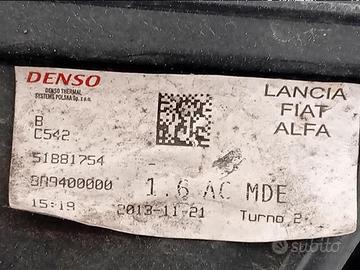 DENSO
DENSO THERMAL
SYSTEMS POLSKA Sp. z o.o.
LANCIA
FIAT
ALFA
B
C542
51881754
BA9400000
1.6 AC MDE
15:19
2013-11-21
Turno 2
subito